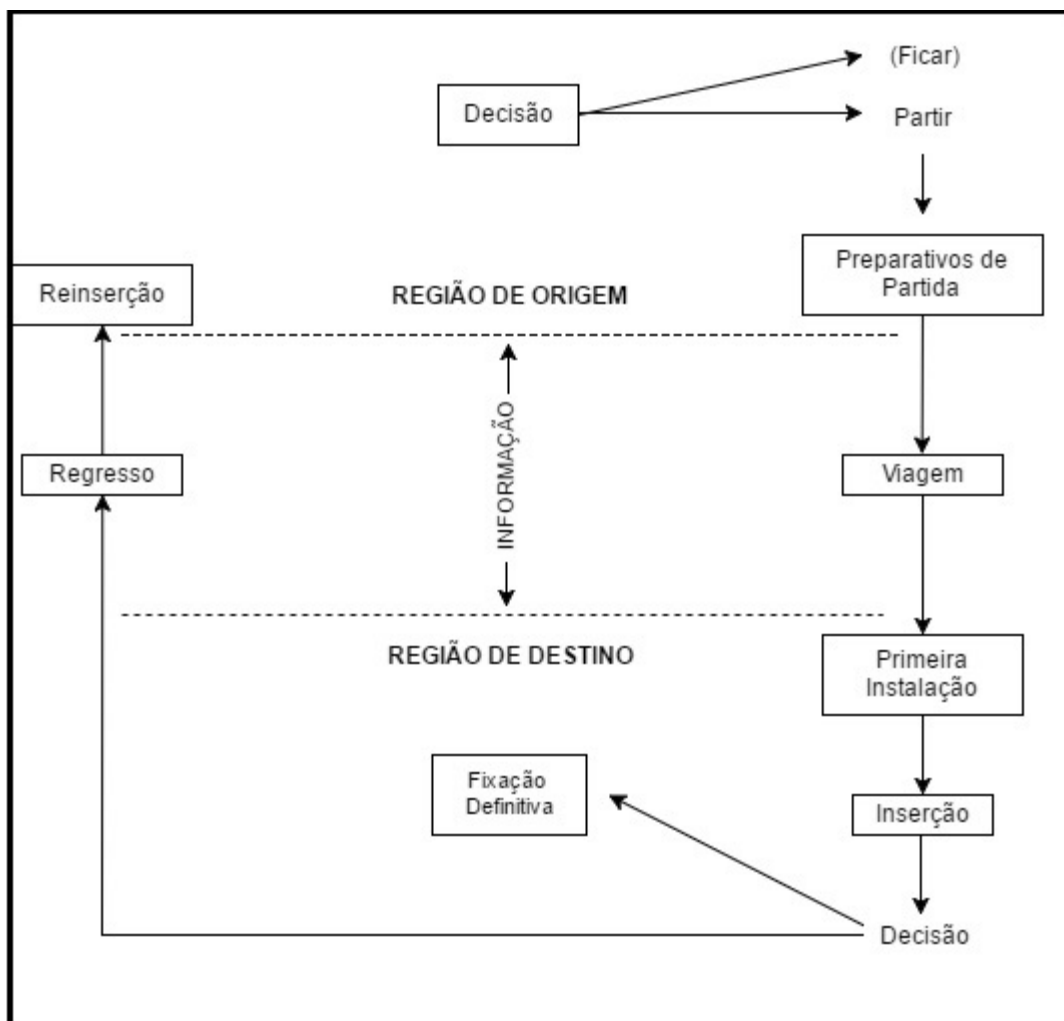 (Ficar)
Decisão
Partir
Preparativos de
Partida
Reinserção
REGIÃO DE ORIGEM
INFORMAÇÃO
Regresso
Viagem
REGIÃO DE DESTINO
Primeira
Instalação
Fixação
Definitiva
Inserção
Decisão